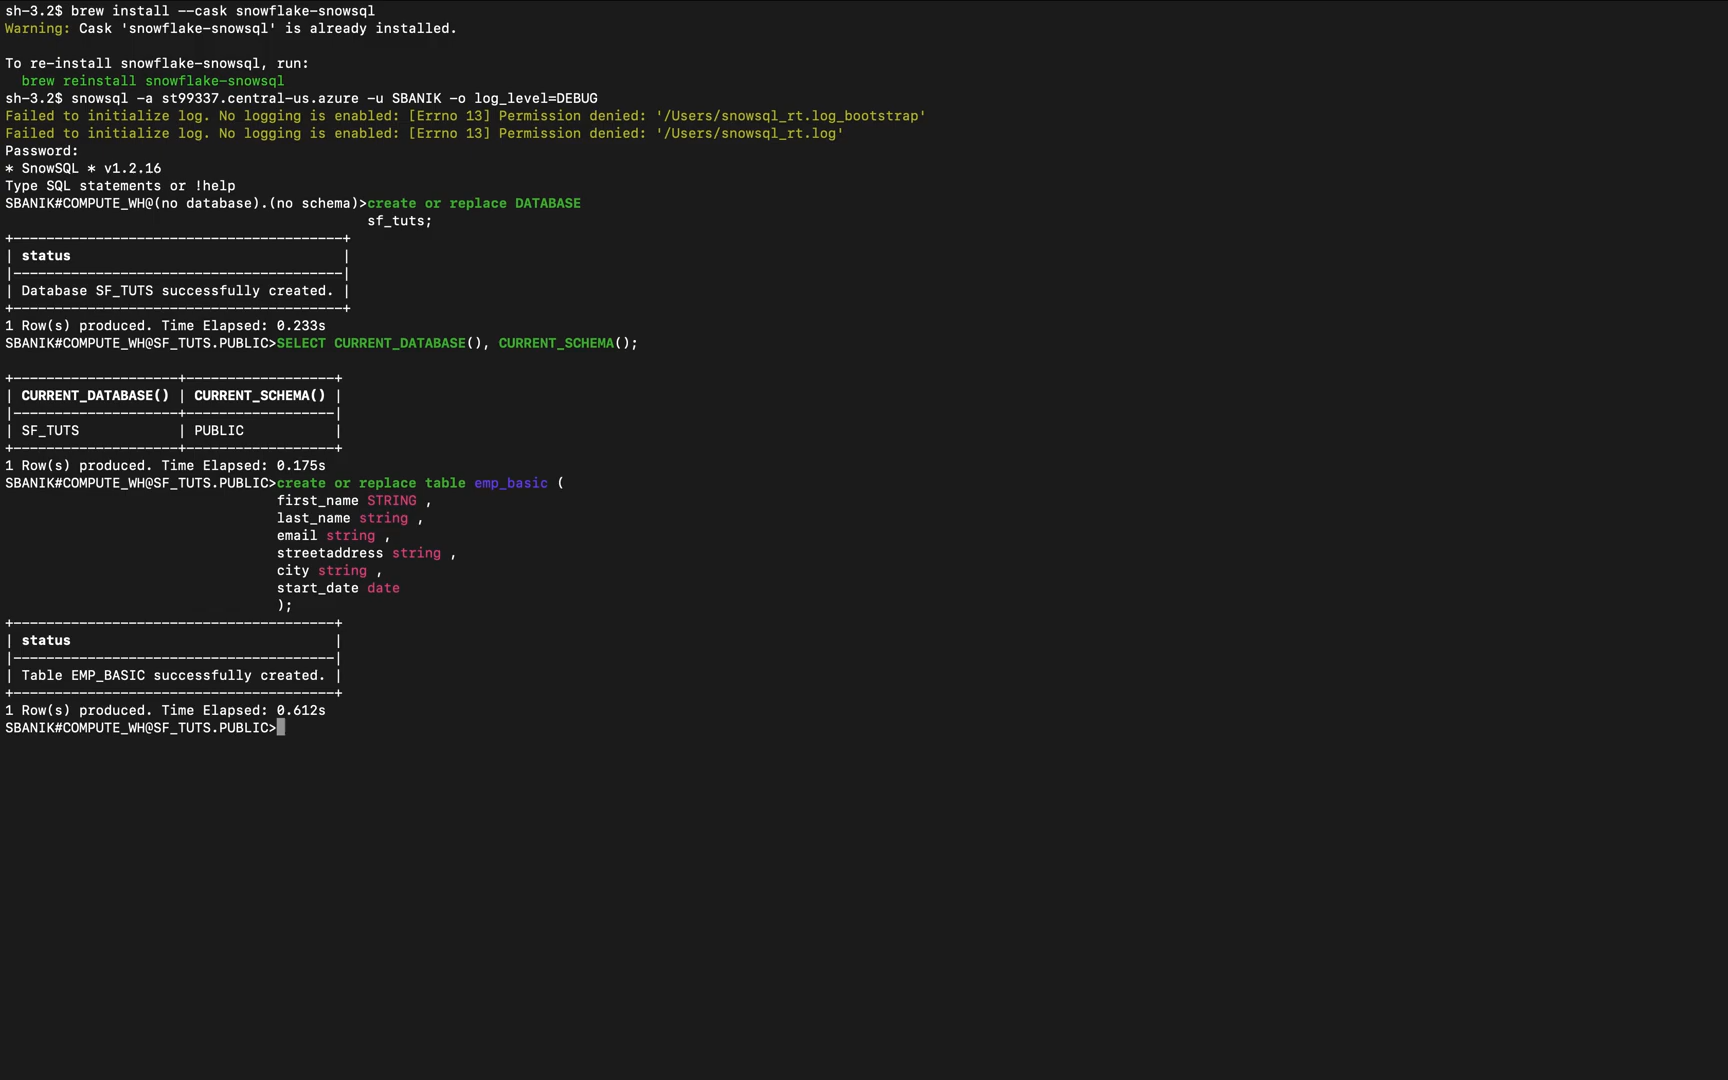 sh-3.2$ brew install --cask snowflake-snowsql
Warning: Cask 'snowflake-snowsql' is already installed.
To re-install snowflake-snowsql, run:
  brew reinstall snowflake-snowsql
sh-3.2$ snowsql -a st99337.central-us.azure -u SBANIK -o log_level=DEBUG
Failed to initialize log. No logging is enabled: [Errno 13] Permission denied: '/Users/snowsql_rt.log_bootstrap'
Failed to initialize log. No logging is enabled: [Errno 13] Permission denied: '/Users/snowsql_rt.log'
Password:
* SnowSQL * v1.2.16
Type SQL statements or !help
SBANIK#COMPUTE_WH@(no database).(no schema)>create or replace DATABASE
                                            sf_tuts;
+----------------------------------------+
| status                                 |
|----------------------------------------|
| Database SF_TUTS successfully created. |
+----------------------------------------+
1 Row(s) produced. Time Elapsed: 0.233s
SBANIK#COMPUTE_WH@SF_TUTS.PUBLIC>SELECT CURRENT_DATABASE(), CURRENT_SCHEMA();
+--------------------+------------------+
| CURRENT_DATABASE() | CURRENT_SCHEMA() |
|--------------------+------------------|
| SF_TUTS            | PUBLIC           |
+--------------------+------------------+
1 Row(s) produced. Time Elapsed: 0.175s
SBANIK#COMPUTE_WH@SF_TUTS.PUBLIC>create or replace table emp_basic (
                                 first_name STRING ,
                                 last_name string ,
                                 email string ,
                                 streetaddress string ,
                                 city string ,
                                 start_date date
                                 );
+---------------------------------------+
| status                                |
|---------------------------------------|
| Table EMP_BASIC successfully created. |
+---------------------------------------+
1 Row(s) produced. Time Elapsed: 0.612s
SBANIK#COMPUTE_WH@SF_TUTS.PUBLIC>